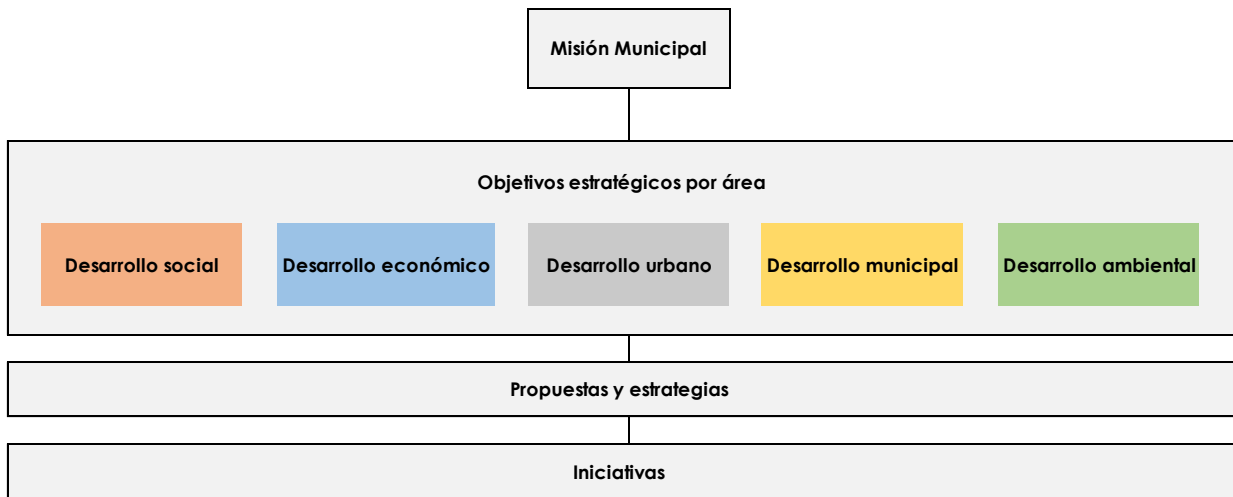 Misión Municipal
Objetivos estratégicos por área
Desarrollo social
Desarrollo económico
Desarrollo urbano
Desarrollo municipal
Desarrollo ambiental
Propuestas y estrategias
Iniciativas